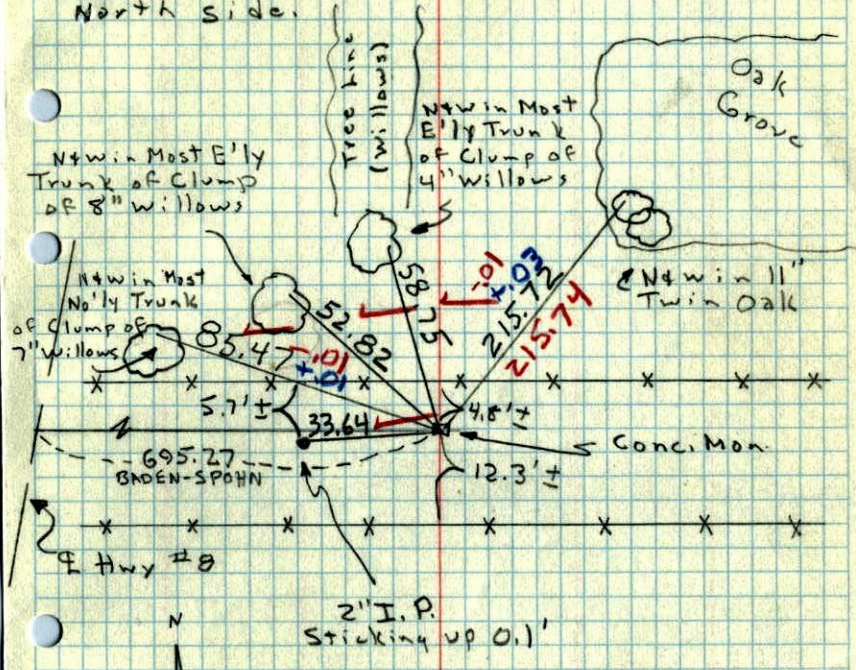 North side.
Tree Line
(Willows)
Oak
Grove
N&W in Most
E'ly Trunk
of Clump of
4" Willows
N&W in Most E'ly
Trunk of Clump
of 8" Willows
N&W in 11"
Twin Oak
N&W in Most
No'ly Trunk
of Clump of
7" Willows
58.75
-.01
+.03
215.72
215.74
52.82
85.47
-.01
+.01
5.7'±
33.64
4.8'±
Conc. Mon.
695.27
BADEN-SPOHN
12.3'±
℄ Hwy #8
2" I.P.
Sticking up 0.1'
N
X X X X X X X
X X X X X X X X